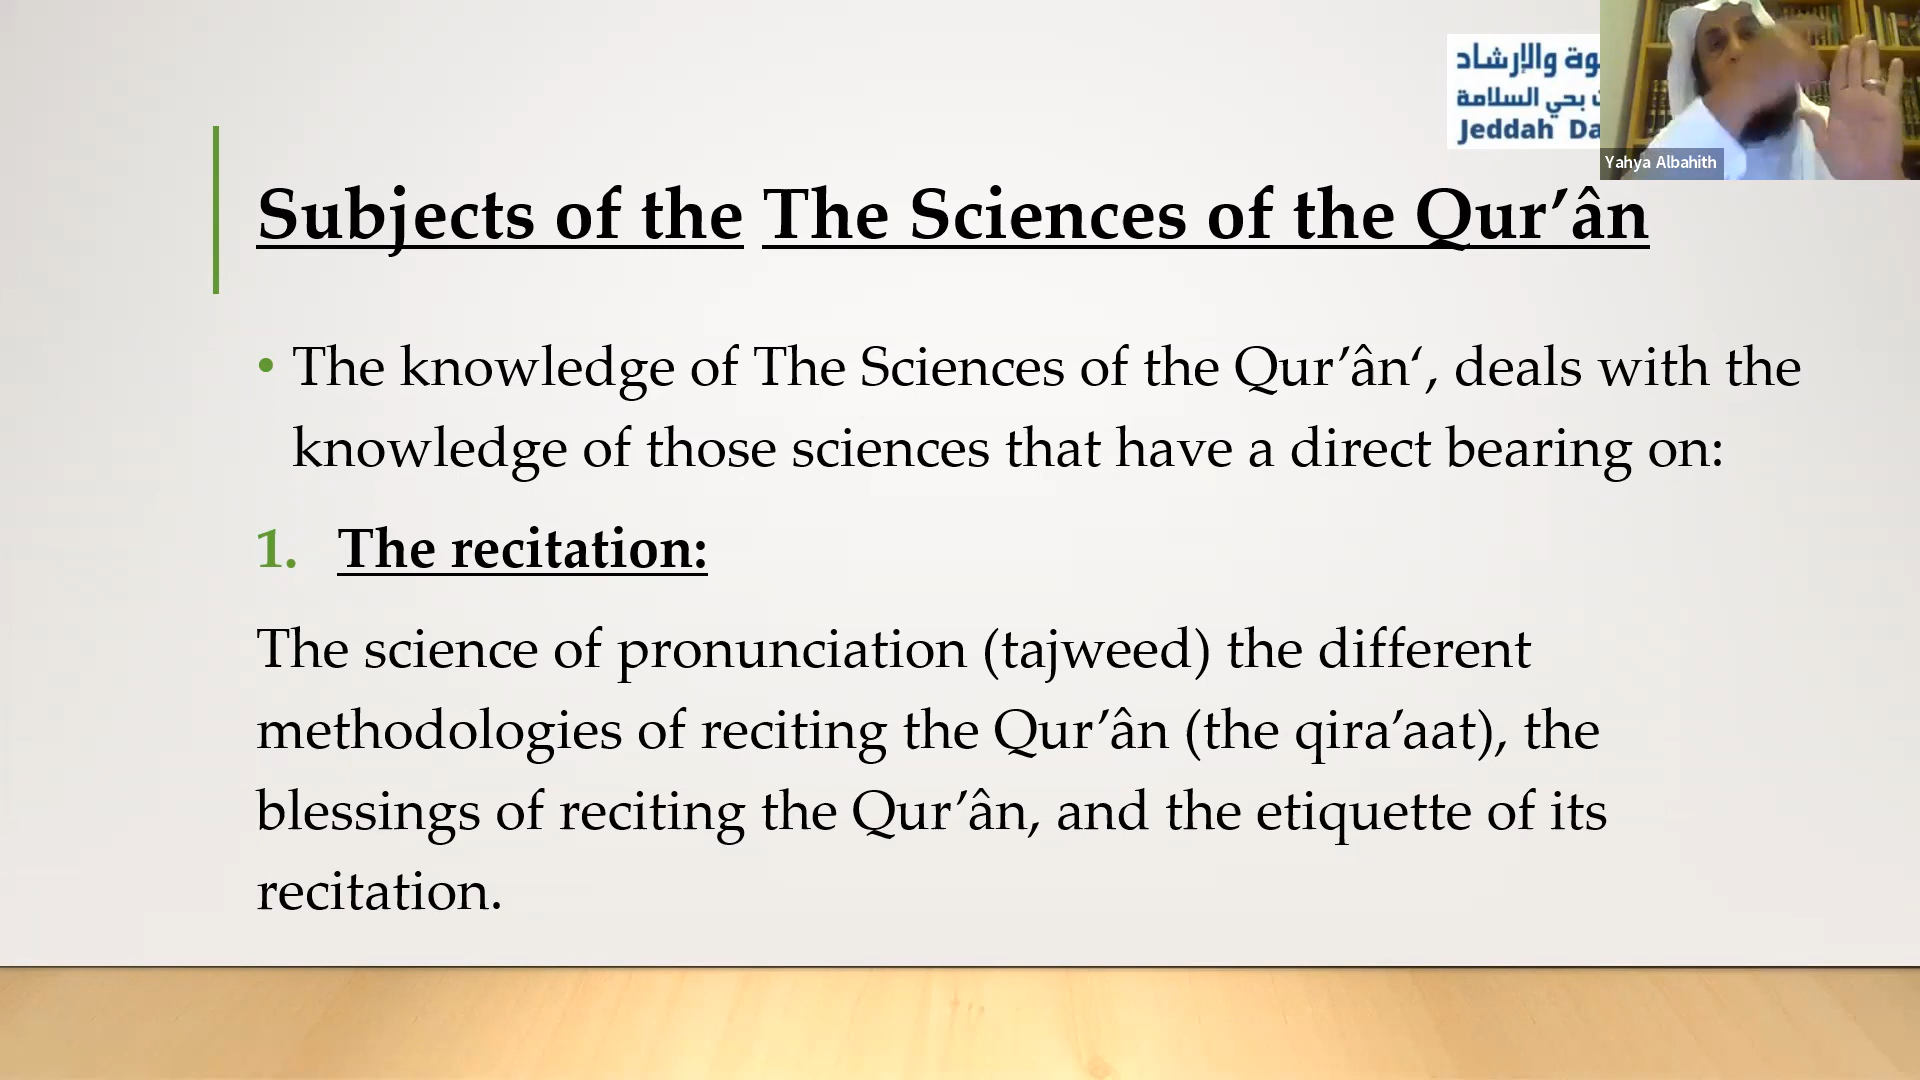 والإرشاد
بحي السلامة
Jeddah
Yahya Albahith
Subjects of the The Sciences of the Qur’ân
• The knowledge of The Sciences of the Qur’ân‘, deals with the
knowledge of those sciences that have a direct bearing on:
1. The recitation:
The science of pronunciation (tajweed) the different
methodologies of reciting the Qur’ân (the qira’aat), the
blessings of reciting the Qur’ân, and the etiquette of its
recitation.